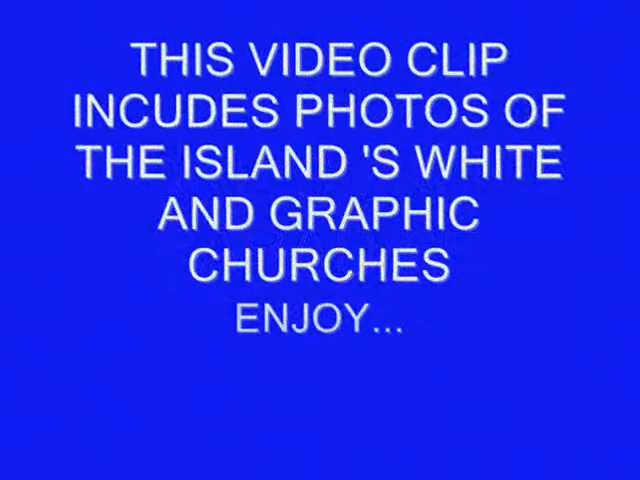 THIS VIDEO CLIP
INCUDES PHOTOS OF
THE ISLAND 'S WHITE
AND GRAPHIC
CHURCHES
ENJOY...